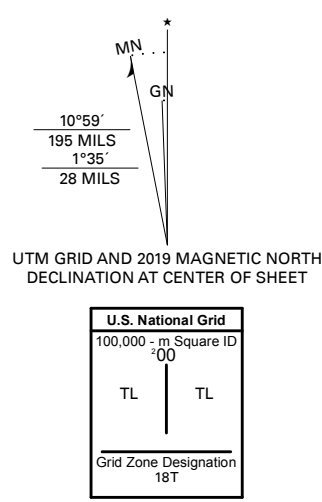 ★
MN
GN
10°59´
195 MILS
1°35´
28 MILS
UTM GRID AND 2019 MAGNETIC NORTH
DECLINATION AT CENTER OF SHEET
U.S. National Grid
100,000 - m Square ID
²00
TL TL
Grid Zone Designation
18T